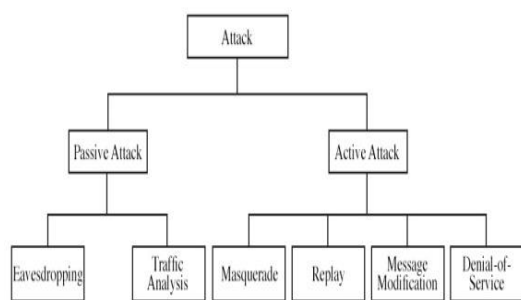 Attack
Passive Attack
Active Attack
Eavesdropping
Traffic
Analysis
Masquerade
Replay
Message
Modification
Denial-of-
Service